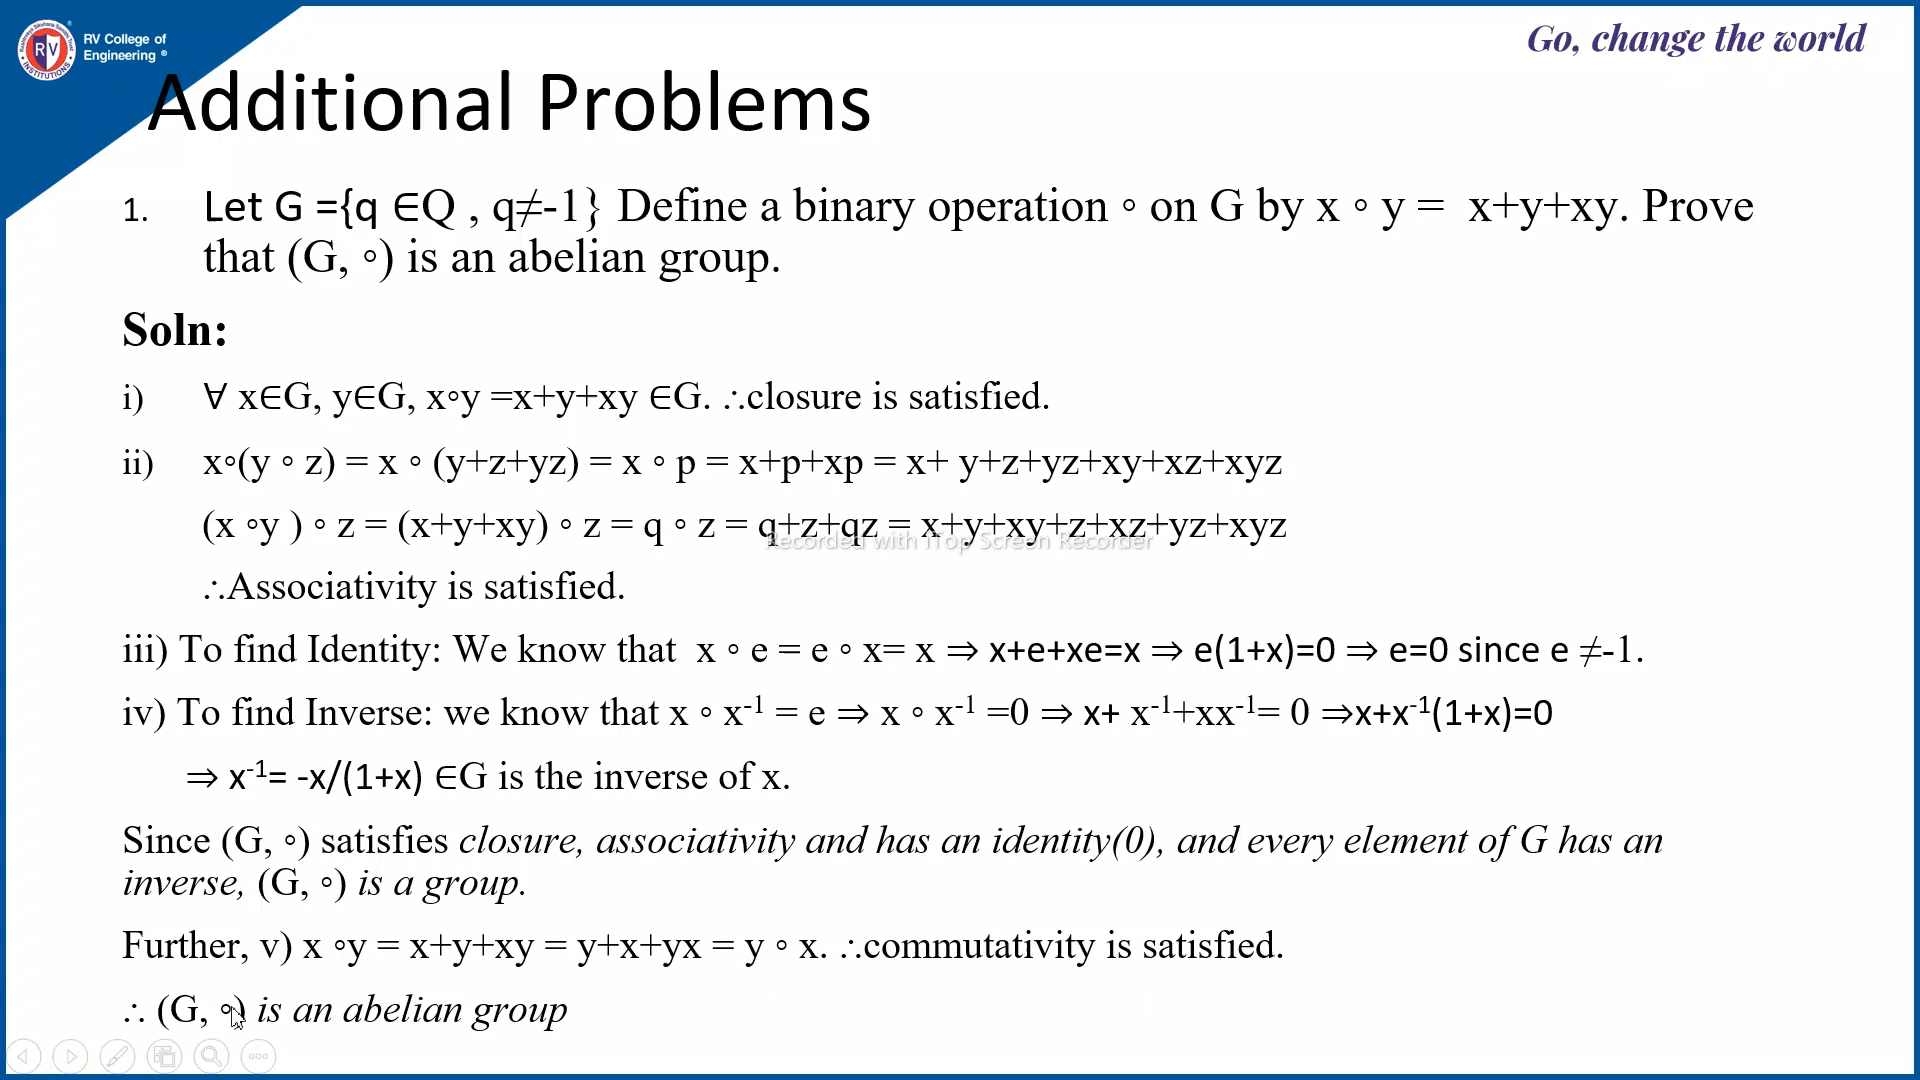 RV College of
Engineering ®
Go, change the world
Additional Problems
1. Let G ={q ∈Q , q≠-1} Define a binary operation ∘ on G by x ∘ y = x+y+xy. Prove
that (G, ∘) is an abelian group.
Soln:
i) ∀ x∈G, y∈G, x∘y =x+y+xy ∈G. ∴closure is satisfied.
ii) x∘(y ∘ z) = x ∘ (y+z+yz) = x ∘ p = x+p+xp = x+ y+z+yz+xy+xz+xyz
(x ∘y ) ∘ z = (x+y+xy) ∘ z = q ∘ z = q+z+qz = x+y+xy+z+xz+yz+xyz
Recorded with iTop Screen Recorder
∴Associativity is satisfied.
iii) To find Identity: We know that x ∘ e = e ∘ x= x ⇒ x+e+xe=x ⇒ e(1+x)=0 ⇒ e=0 since e ≠-1.
iv) To find Inverse: we know that x ∘ x⁻¹ = e ⇒ x ∘ x⁻¹ =0 ⇒ x+ x⁻¹+xx⁻¹= 0 ⇒x+x⁻¹(1+x)=0
⇒ x⁻¹= -x/(1+x) ∈G is the inverse of x.
Since (G, ∘) satisfies closure, associativity and has an identity(0), and every element of G has an
inverse, (G, ∘) is a group.
Further, v) x ∘y = x+y+xy = y+x+yx = y ∘ x. ∴commutativity is satisfied.
∴ (G, ∘) is an abelian group